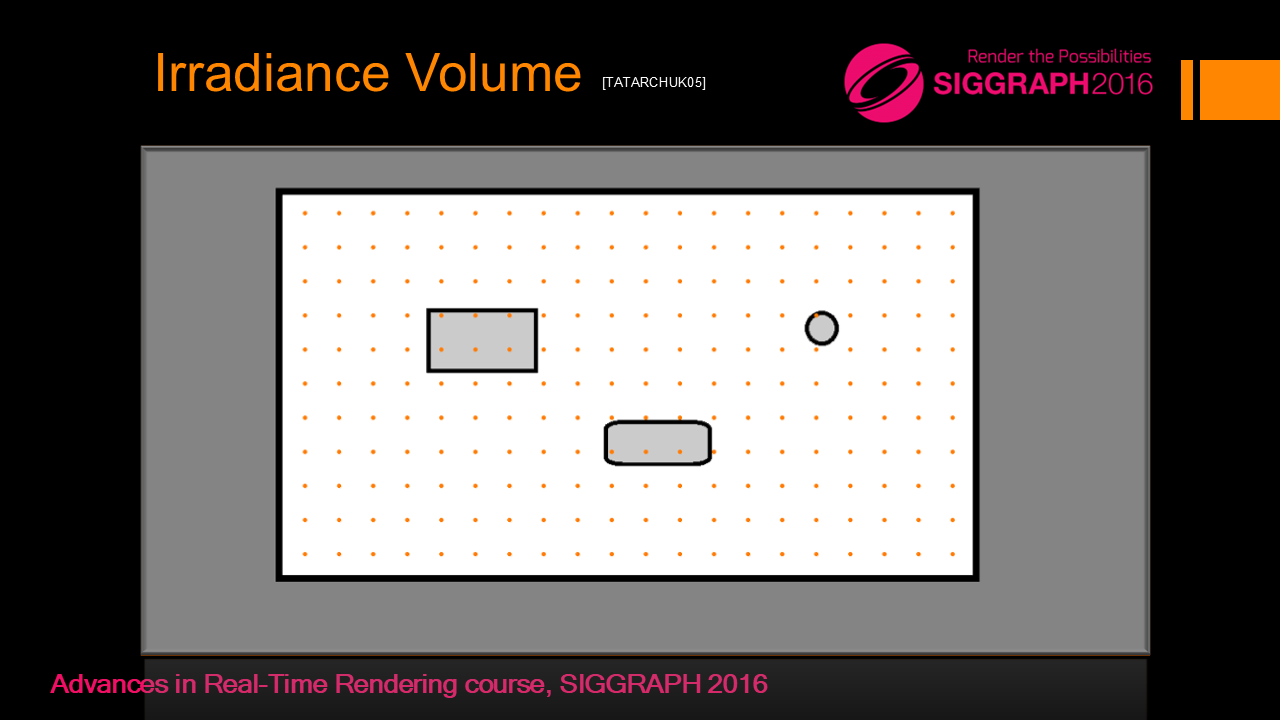 Irradiance Volume [TATARCHUK05]
Render the Possibilities
SIGGRAPH2016
Advances in Real-Time Rendering course, SIGGRAPH 2016